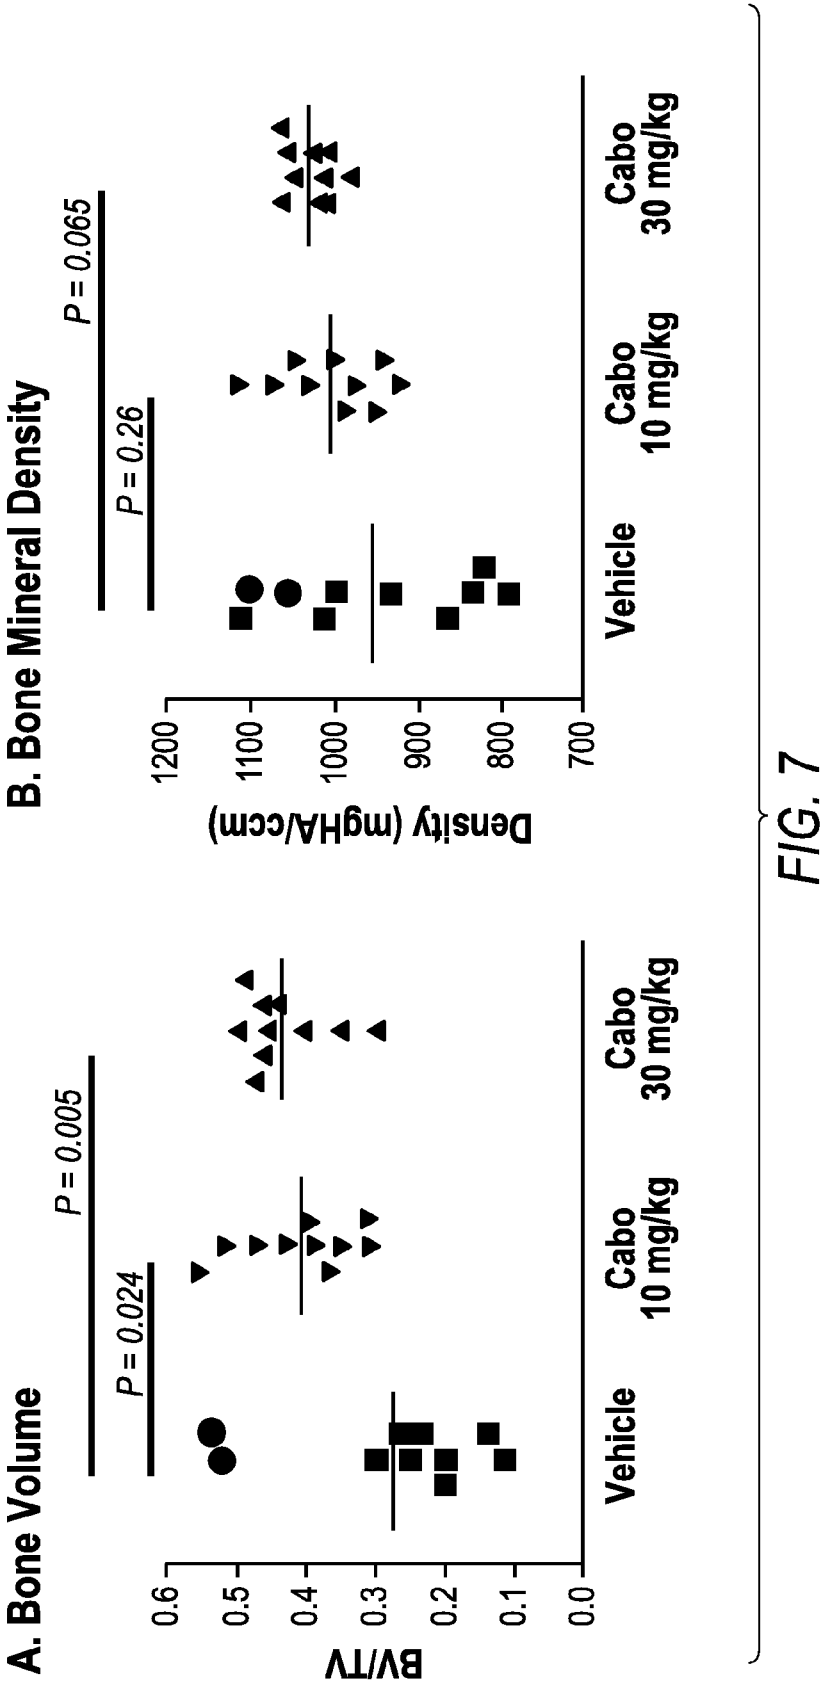 A. Bone Volume
P = 0.005
P = 0.024
BV/TV
0.6
0.5
0.4
0.3
0.2
0.1
0.0
Vehicle
Cabo
10 mg/kg
Cabo
30 mg/kg
B. Bone Mineral Density
P = 0.065
P = 0.26
Density (mgHA/ccm)
1200
1100
1000
900
800
700
Vehicle
Cabo
10 mg/kg
Cabo
30 mg/kg
FIG. 7